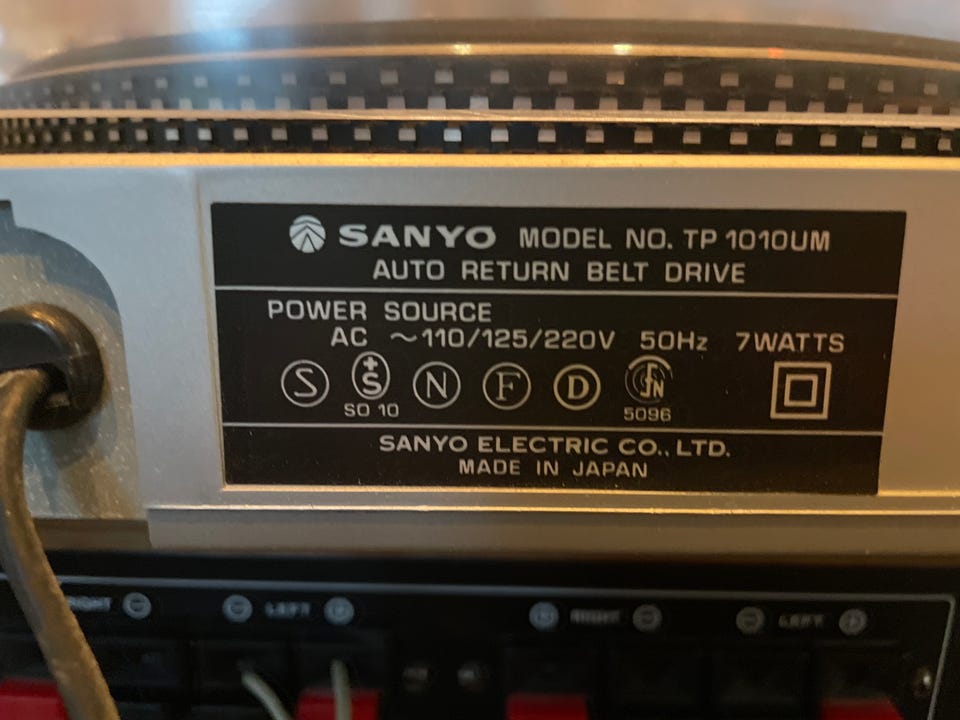 SANYO MODEL NO. TP 1010UM
AUTO RETURN BELT DRIVE
POWER SOURCE
AC ~110/125/220V 50Hz 7WATTS
S +S N F D FN
SO 10 5096
SANYO ELECTRIC CO., LTD.
MADE IN JAPAN
RIGHT - - LEFT + + RIGHT - - LEFT +